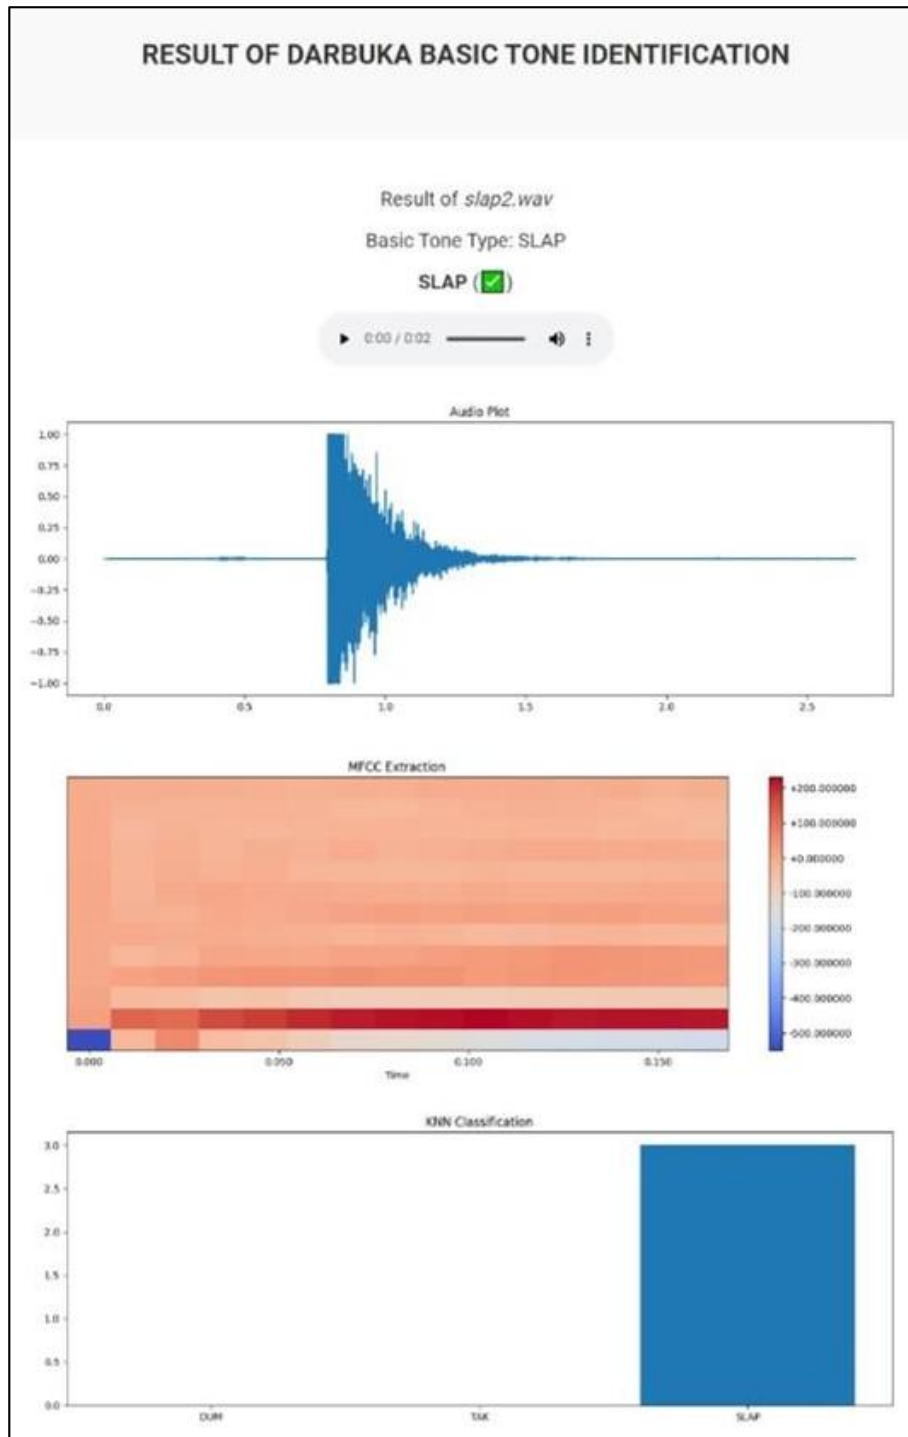 RESULT OF DARBUKA BASIC TONE IDENTIFICATION
Result of slap2.wav
Basic Tone Type: SLAP
SLAP (✅)
0:00 / 0:02
Audio Plot
1.00
0.75
0.50
0.25
0.00
−0.25
−0.50
−0.75
−1.00
0.0 0.5 1.0 1.5 2.0 2.5
MFCC Extraction
+200.000000
+100.000000
+0.000000
-100.000000
-200.000000
-300.000000
-400.000000
-500.000000
0.000 0.050 0.100 0.150
Time
KNN Classification
3.0
2.5
2.0
1.5
1.0
0.5
0.0
DUM TAK SLAP